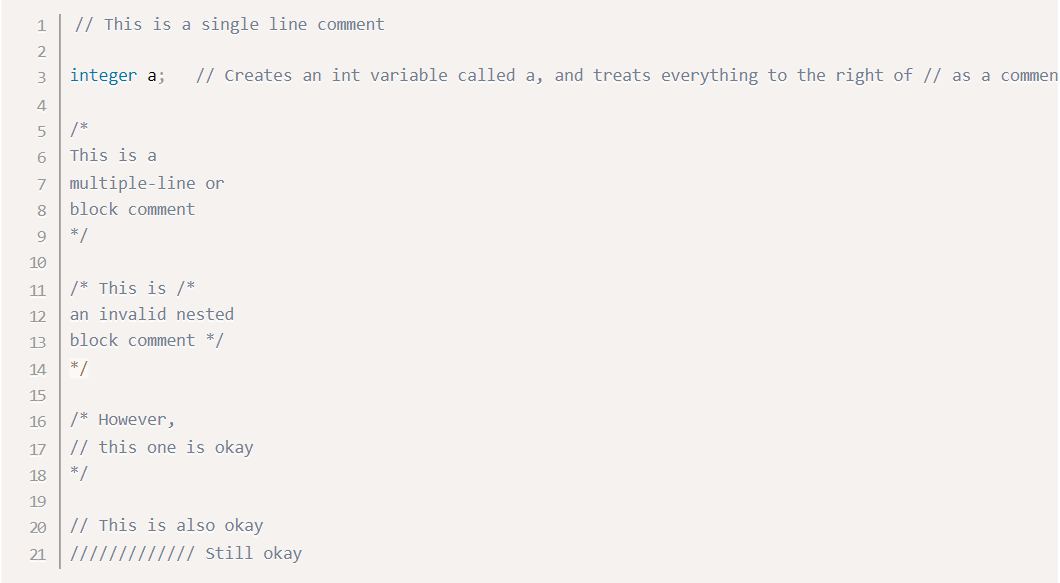 1 // This is a single line comment
2
3 integer a;   // Creates an int variable called a, and treats everything to the right of // as a commen
4
5 /*
6 This is a
7 multiple-line or
8 block comment
9 */
10
11 /* This is /*
12 an invalid nested
13 block comment */
14 */
15
16 /* However,
17 // this one is okay
18 */
19
20 // This is also okay
21 ///////////// Still okay